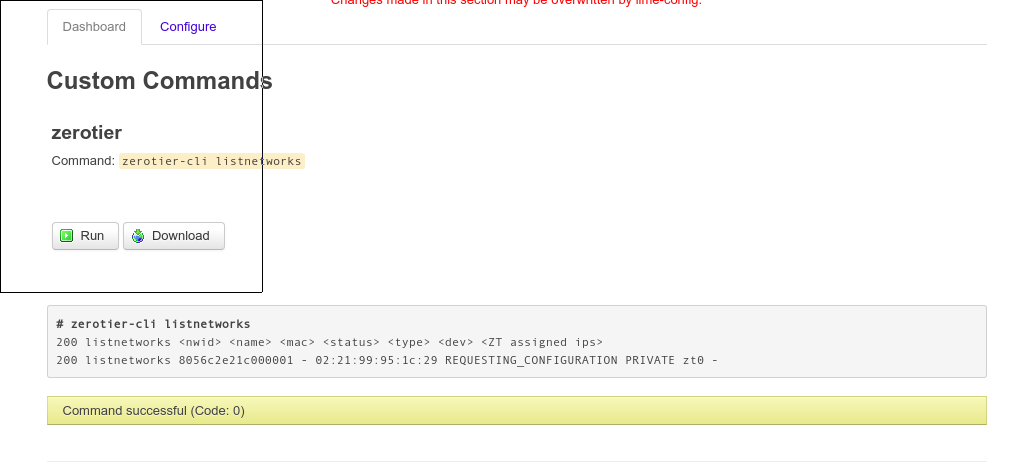 Changes made in this section may be overwritten by lime-config.
Dashboard Configure
Custom Commands
zerotier
Command: zerotier-cli listnetworks
Run Download
# zerotier-cli listnetworks
200 listnetworks <nwid> <name> <mac> <status> <type> <dev> <ZT assigned ips>
200 listnetworks 8056c2e21c000001 - 02:21:99:95:1c:29 REQUESTING_CONFIGURATION PRIVATE zt0 -
Command successful (Code: 0)